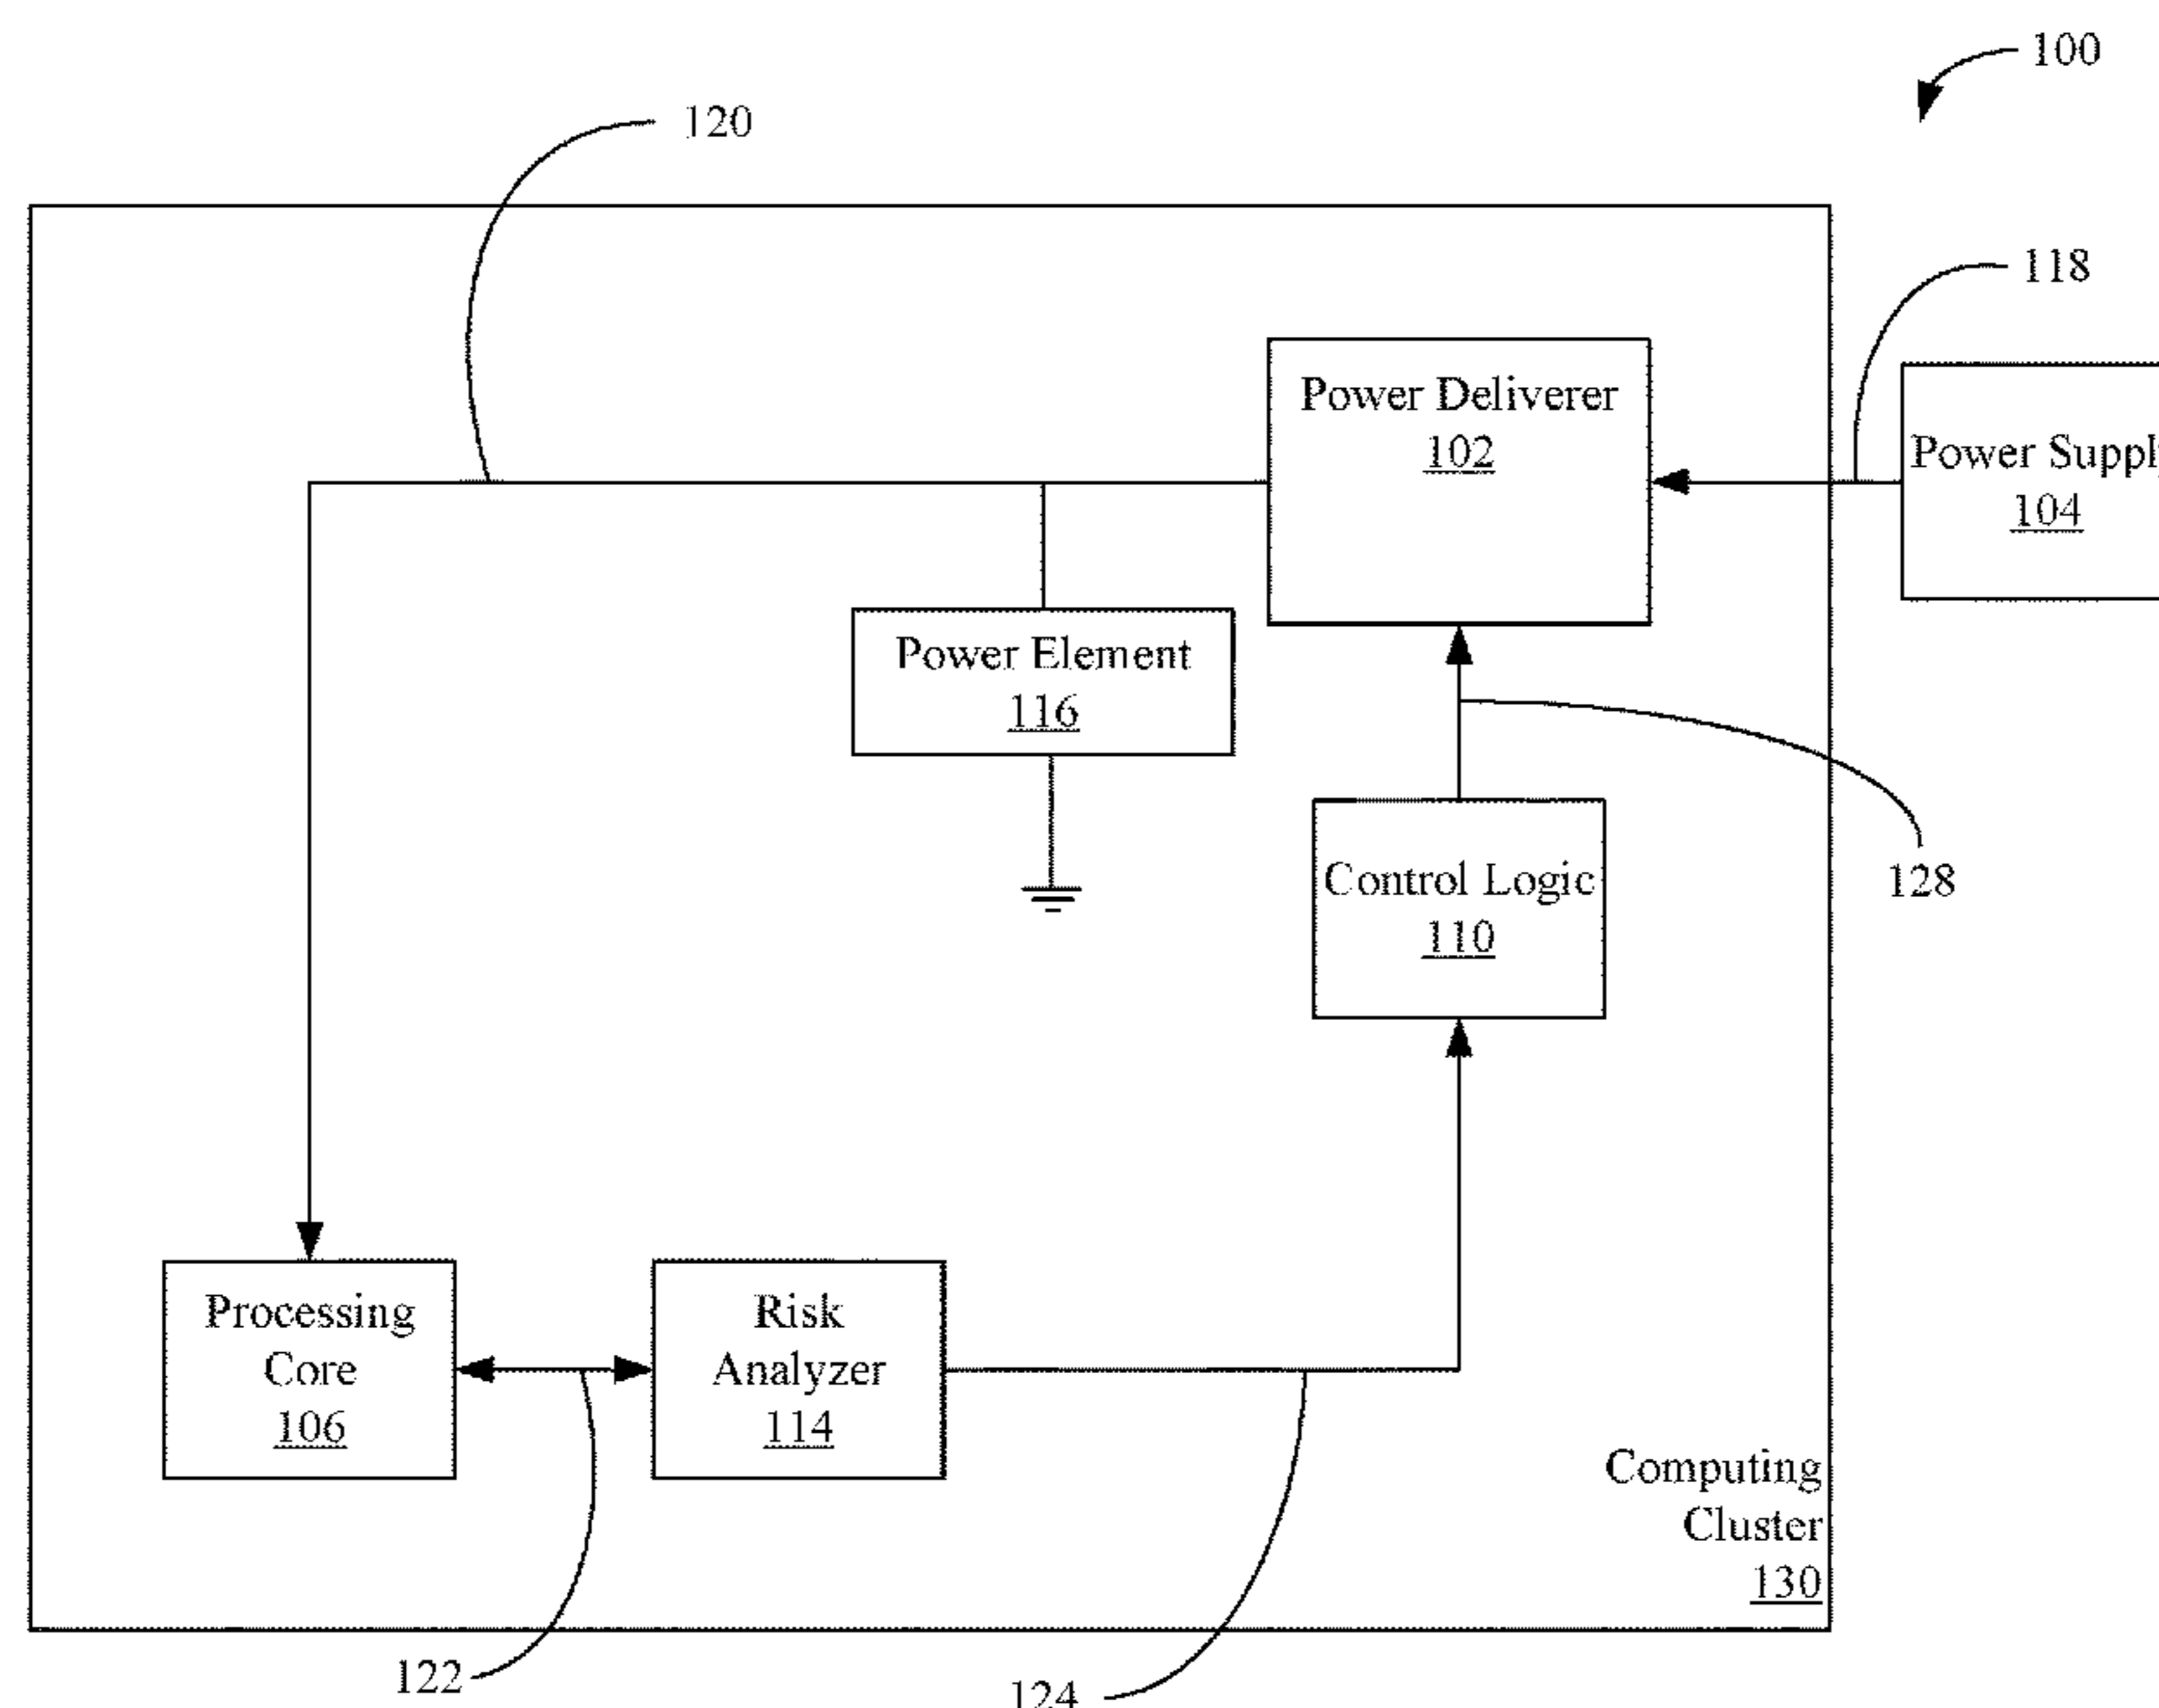 100
120
118
Power Deliverer
102
Power Supply
104
Power Element
116
Control Logic
110
128
Processing
Core
106
Risk
Analyzer
114
Computing
Cluster
130
122
124